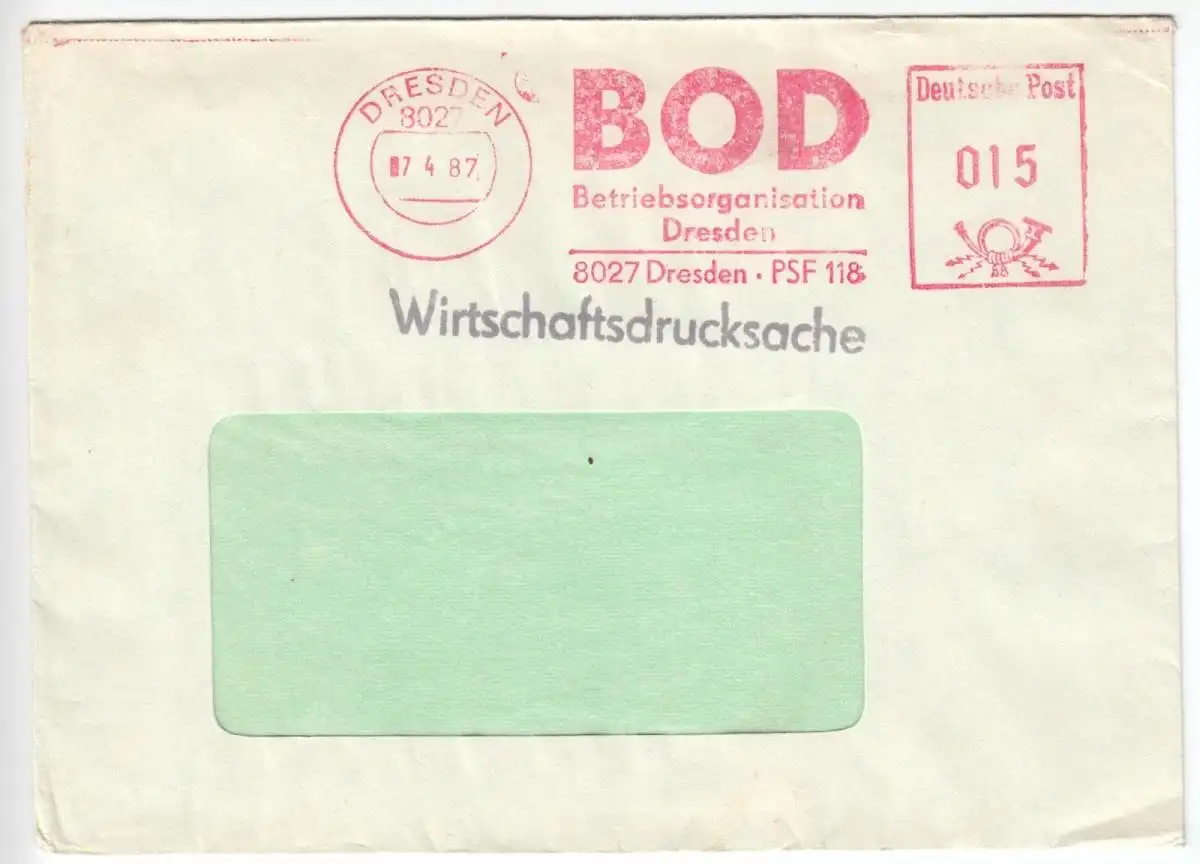 DRESDEN
8027
07 4 87
BOD
Betriebsorganisation
Dresden
8027 Dresden · PSF 118
Deutsche Post
015
Wirtschaftsdrucksache